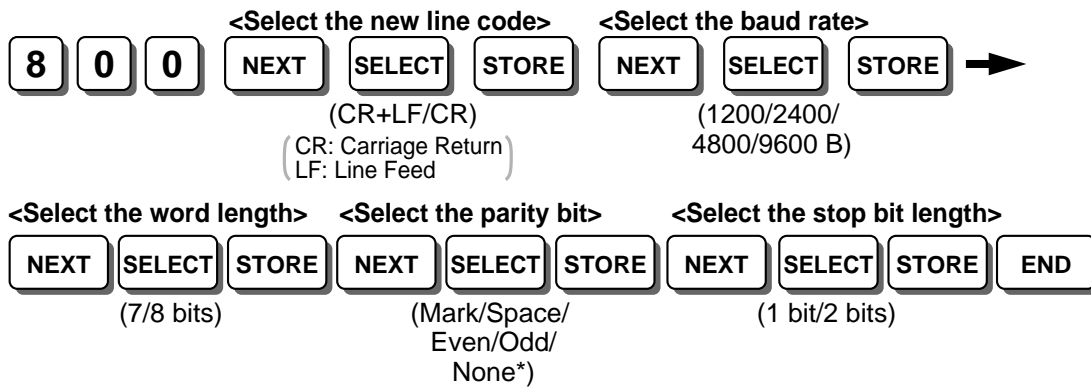 <Select the new line code> <Select the baud rate>
8 0 0 NEXT SELECT STORE NEXT SELECT STORE
(CR+LF/CR) (1200/2400/
CR: Carriage Return 4800/9600 B)
LF: Line Feed
<Select the word length> <Select the parity bit> <Select the stop bit length>
NEXT SELECT STORE NEXT SELECT STORE NEXT SELECT STORE END
(7/8 bits) (Mark/Space/ (1 bit/2 bits)
Even/Odd/
None*)